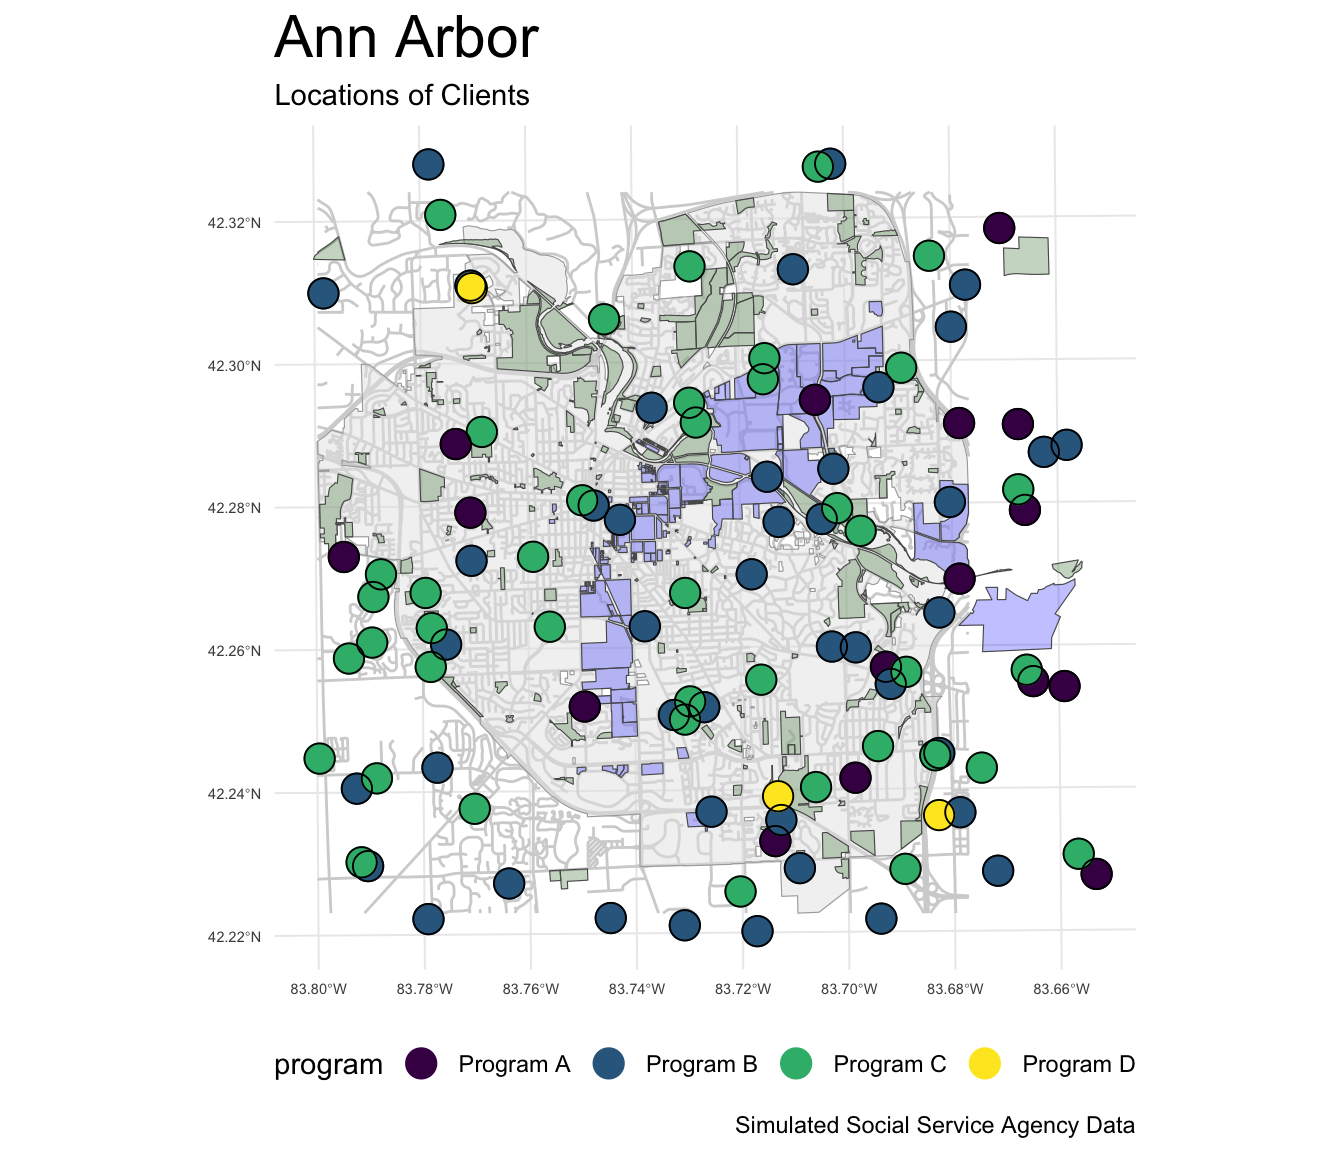 Ann Arbor
Locations of Clients
42.32°N
42.30°N
42.28°N
42.26°N
42.24°N
42.22°N
83.80°W 83.78°W 83.76°W 83.74°W 83.72°W 83.70°W 83.68°W 83.66°W
program Program A Program B Program C Program D
Simulated Social Service Agency Data